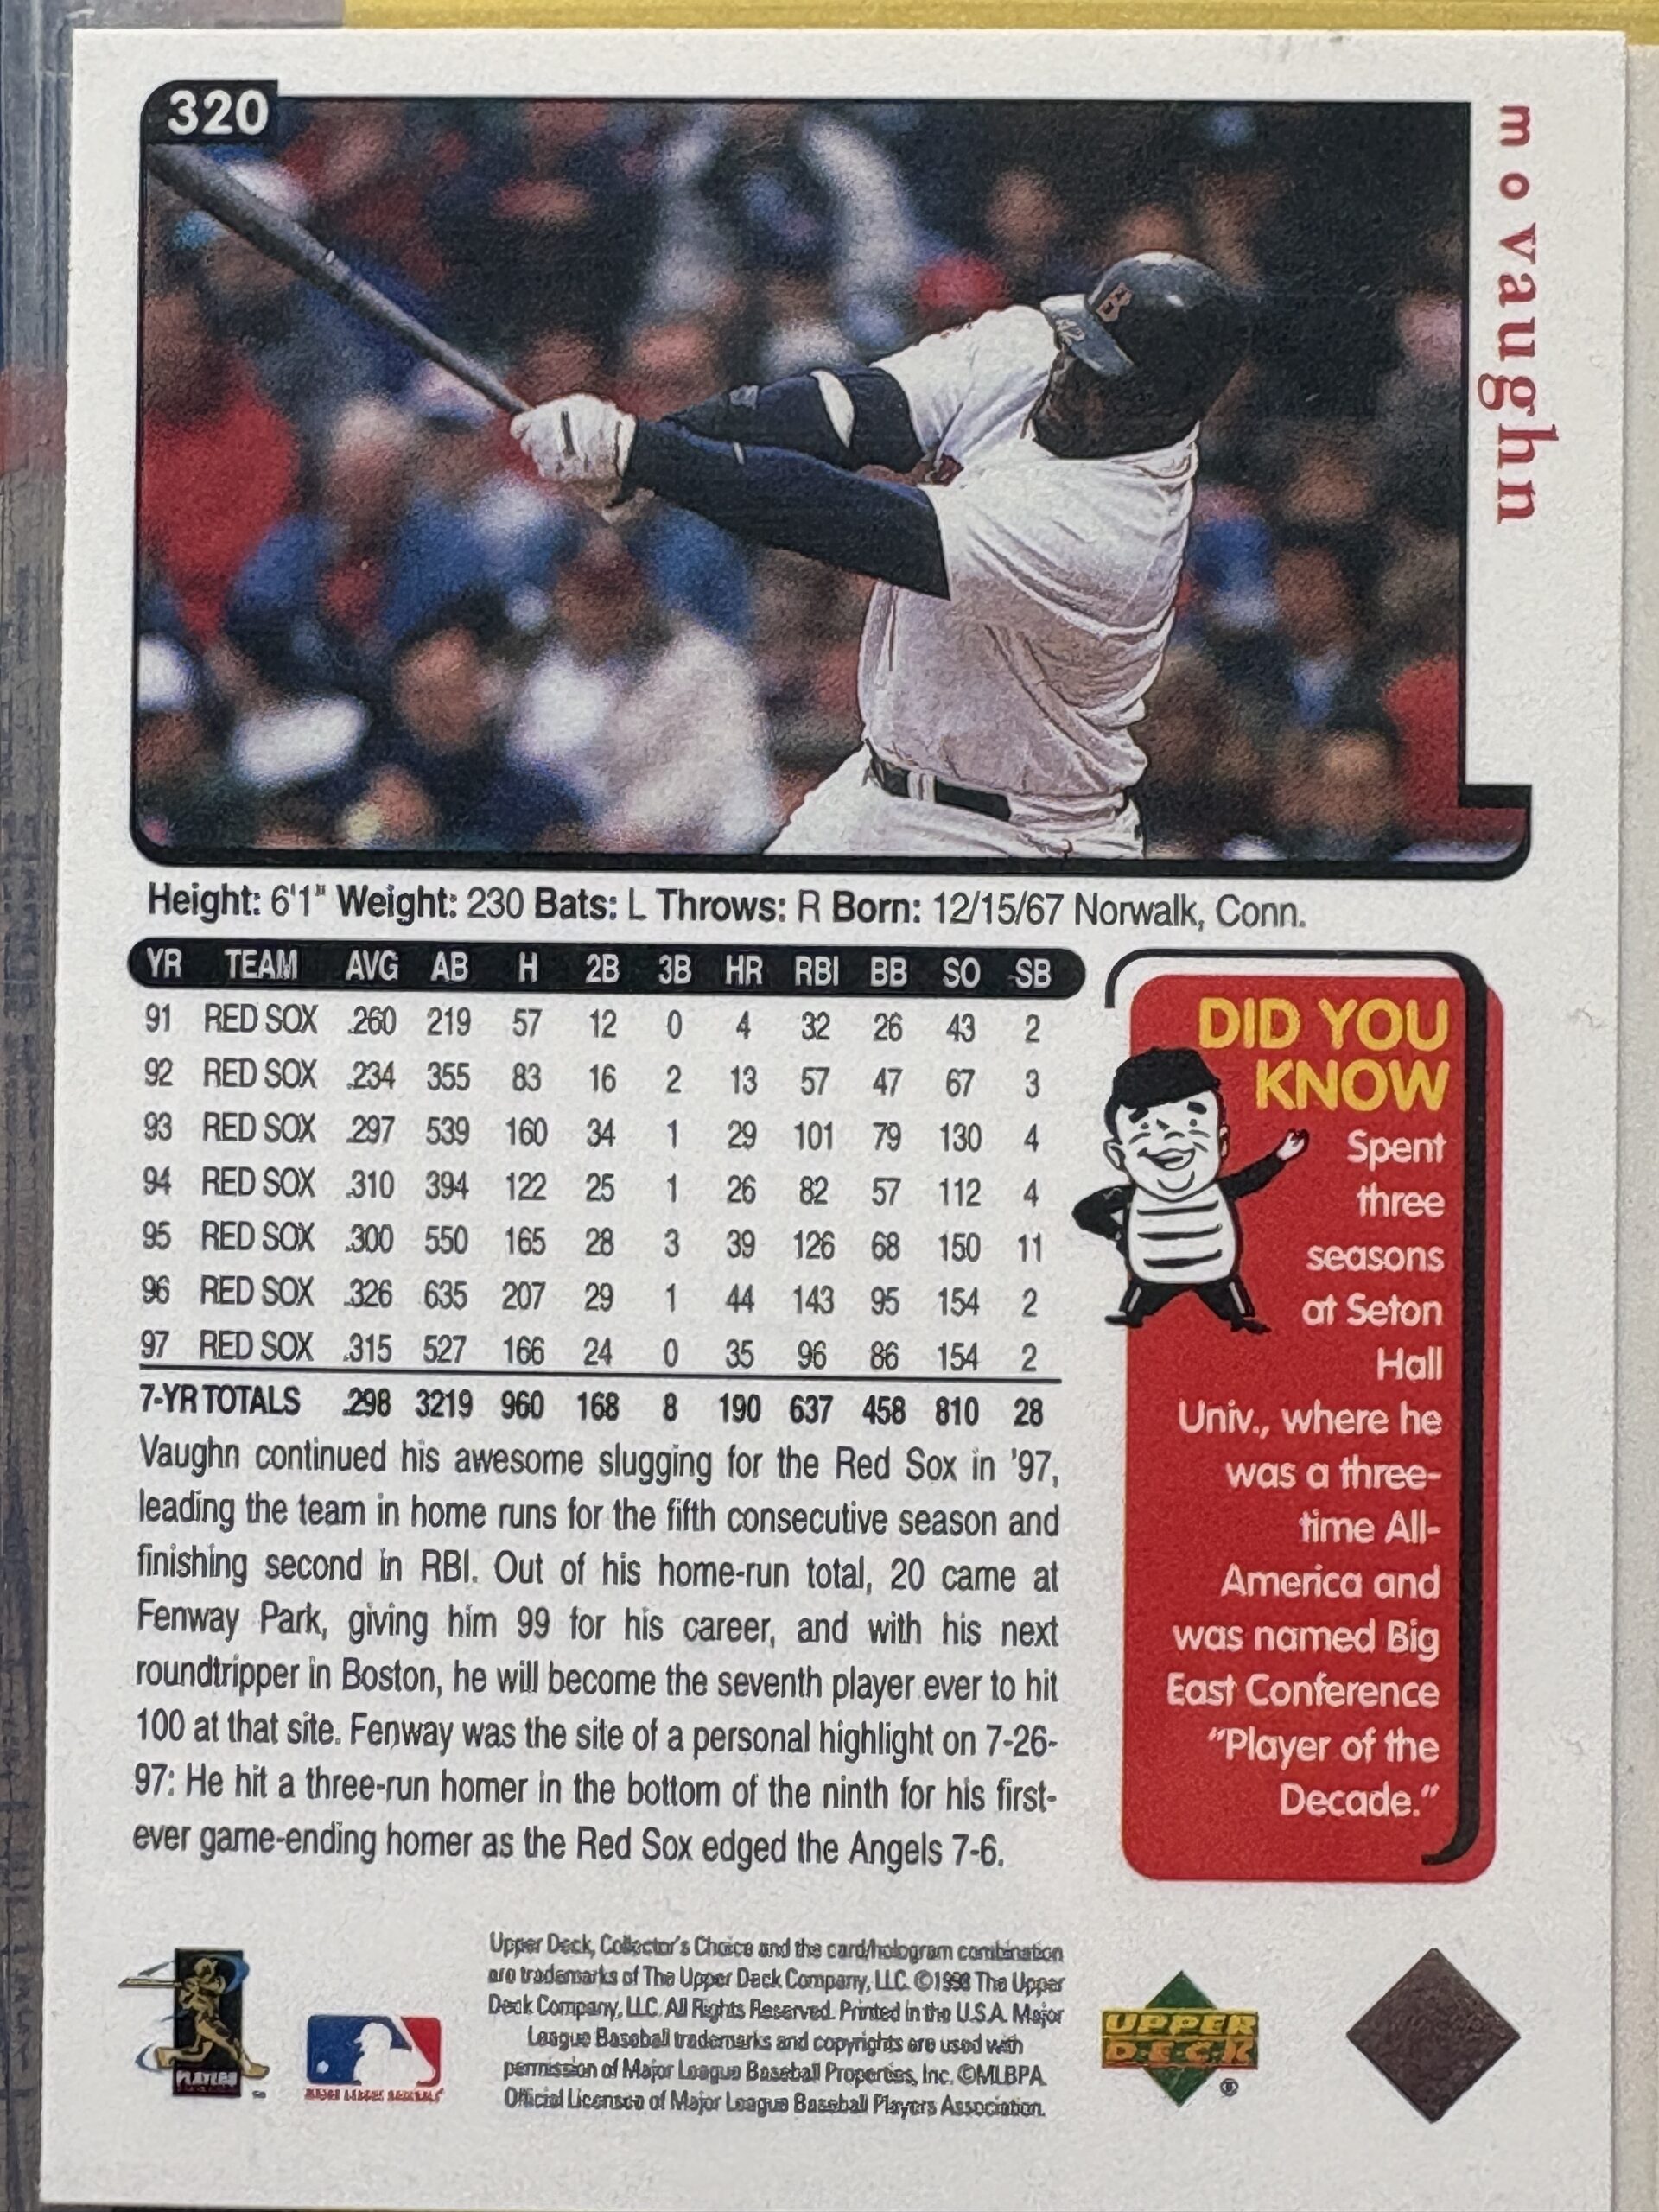 320
mo vaughn
B
Height: 6'1" Weight: 230 Bats: L Throws: R Born: 12/15/67 Norwalk, Conn.
YR TEAM AVG AB H 2B 3B HR RBI BB SO SB
91 RED SOX .260 219 57 12 0 4 32 26 43 2
92 RED SOX .234 355 83 16 2 13 57 47 67 3
93 RED SOX .297 539 160 34 1 29 101 79 130 4
94 RED SOX .310 394 122 25 1 26 82 57 112 4
95 RED SOX .300 550 165 28 3 39 126 68 150 11
96 RED SOX .326 635 207 29 1 44 143 95 154 2
97 RED SOX .315 527 166 24 0 35 96 86 154 2
7-YR TOTALS .298 3219 960 168 8 190 637 458 810 28
Vaughn continued his awesome slugging for the Red Sox in '97,
leading the team in home runs for the fifth consecutive season and
finishing second in RBI. Out of his home-run total, 20 came at
Fenway Park, giving him 99 for his career, and with his next
roundtripper in Boston, he will become the seventh player ever to hit
100 at that site. Fenway was the site of a personal highlight on 7-26-
97: He hit a three-run homer in the bottom of the ninth for his first-
ever game-ending homer as the Red Sox edged the Angels 7-6.
DID YOU
KNOW
Spent
three
seasons
at Seton
Hall
Univ., where he
was a three-
time All-
America and
was named Big
East Conference
"Player of the
Decade."
Upper Deck, Collector's Choice and the card/hologram combination
are trademarks of The Upper Deck Company, LLC. ©1998 The Upper
Deck Company, LLC. All Rights Reserved. Printed in the U.S.A. Major
League Baseball trademarks and copyrights are used with
permission of Major League Baseball Properties, Inc. ©MLBPA
Official Licensee of Major League Baseball Players Association.
PLAYERS
MAJOR LEAGUE BASEBALL
UPPER
DECK
®